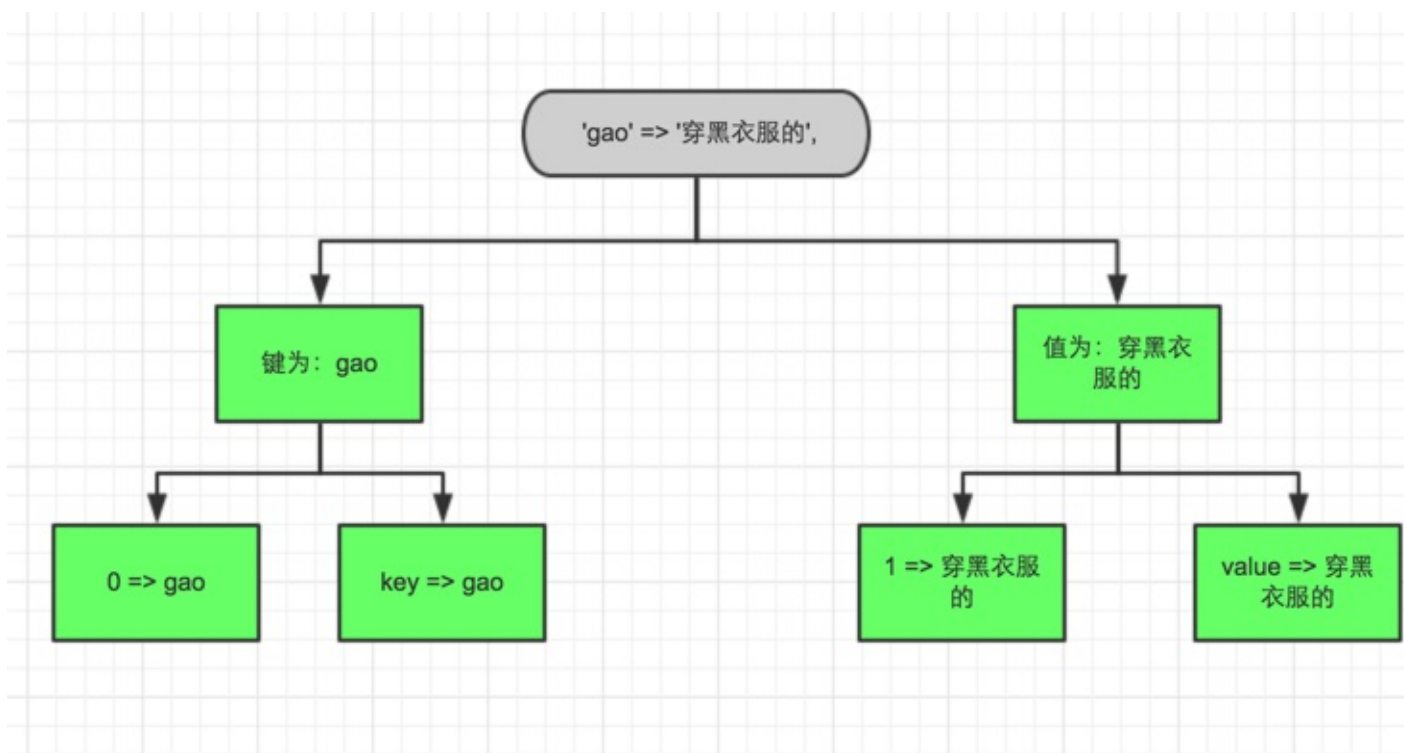 'gao' => '穿黑衣服的',
键为：gao
值为：穿黑衣
服的
0 => gao
key => gao
1 => 穿黑衣服
的
value => 穿黑
衣服的